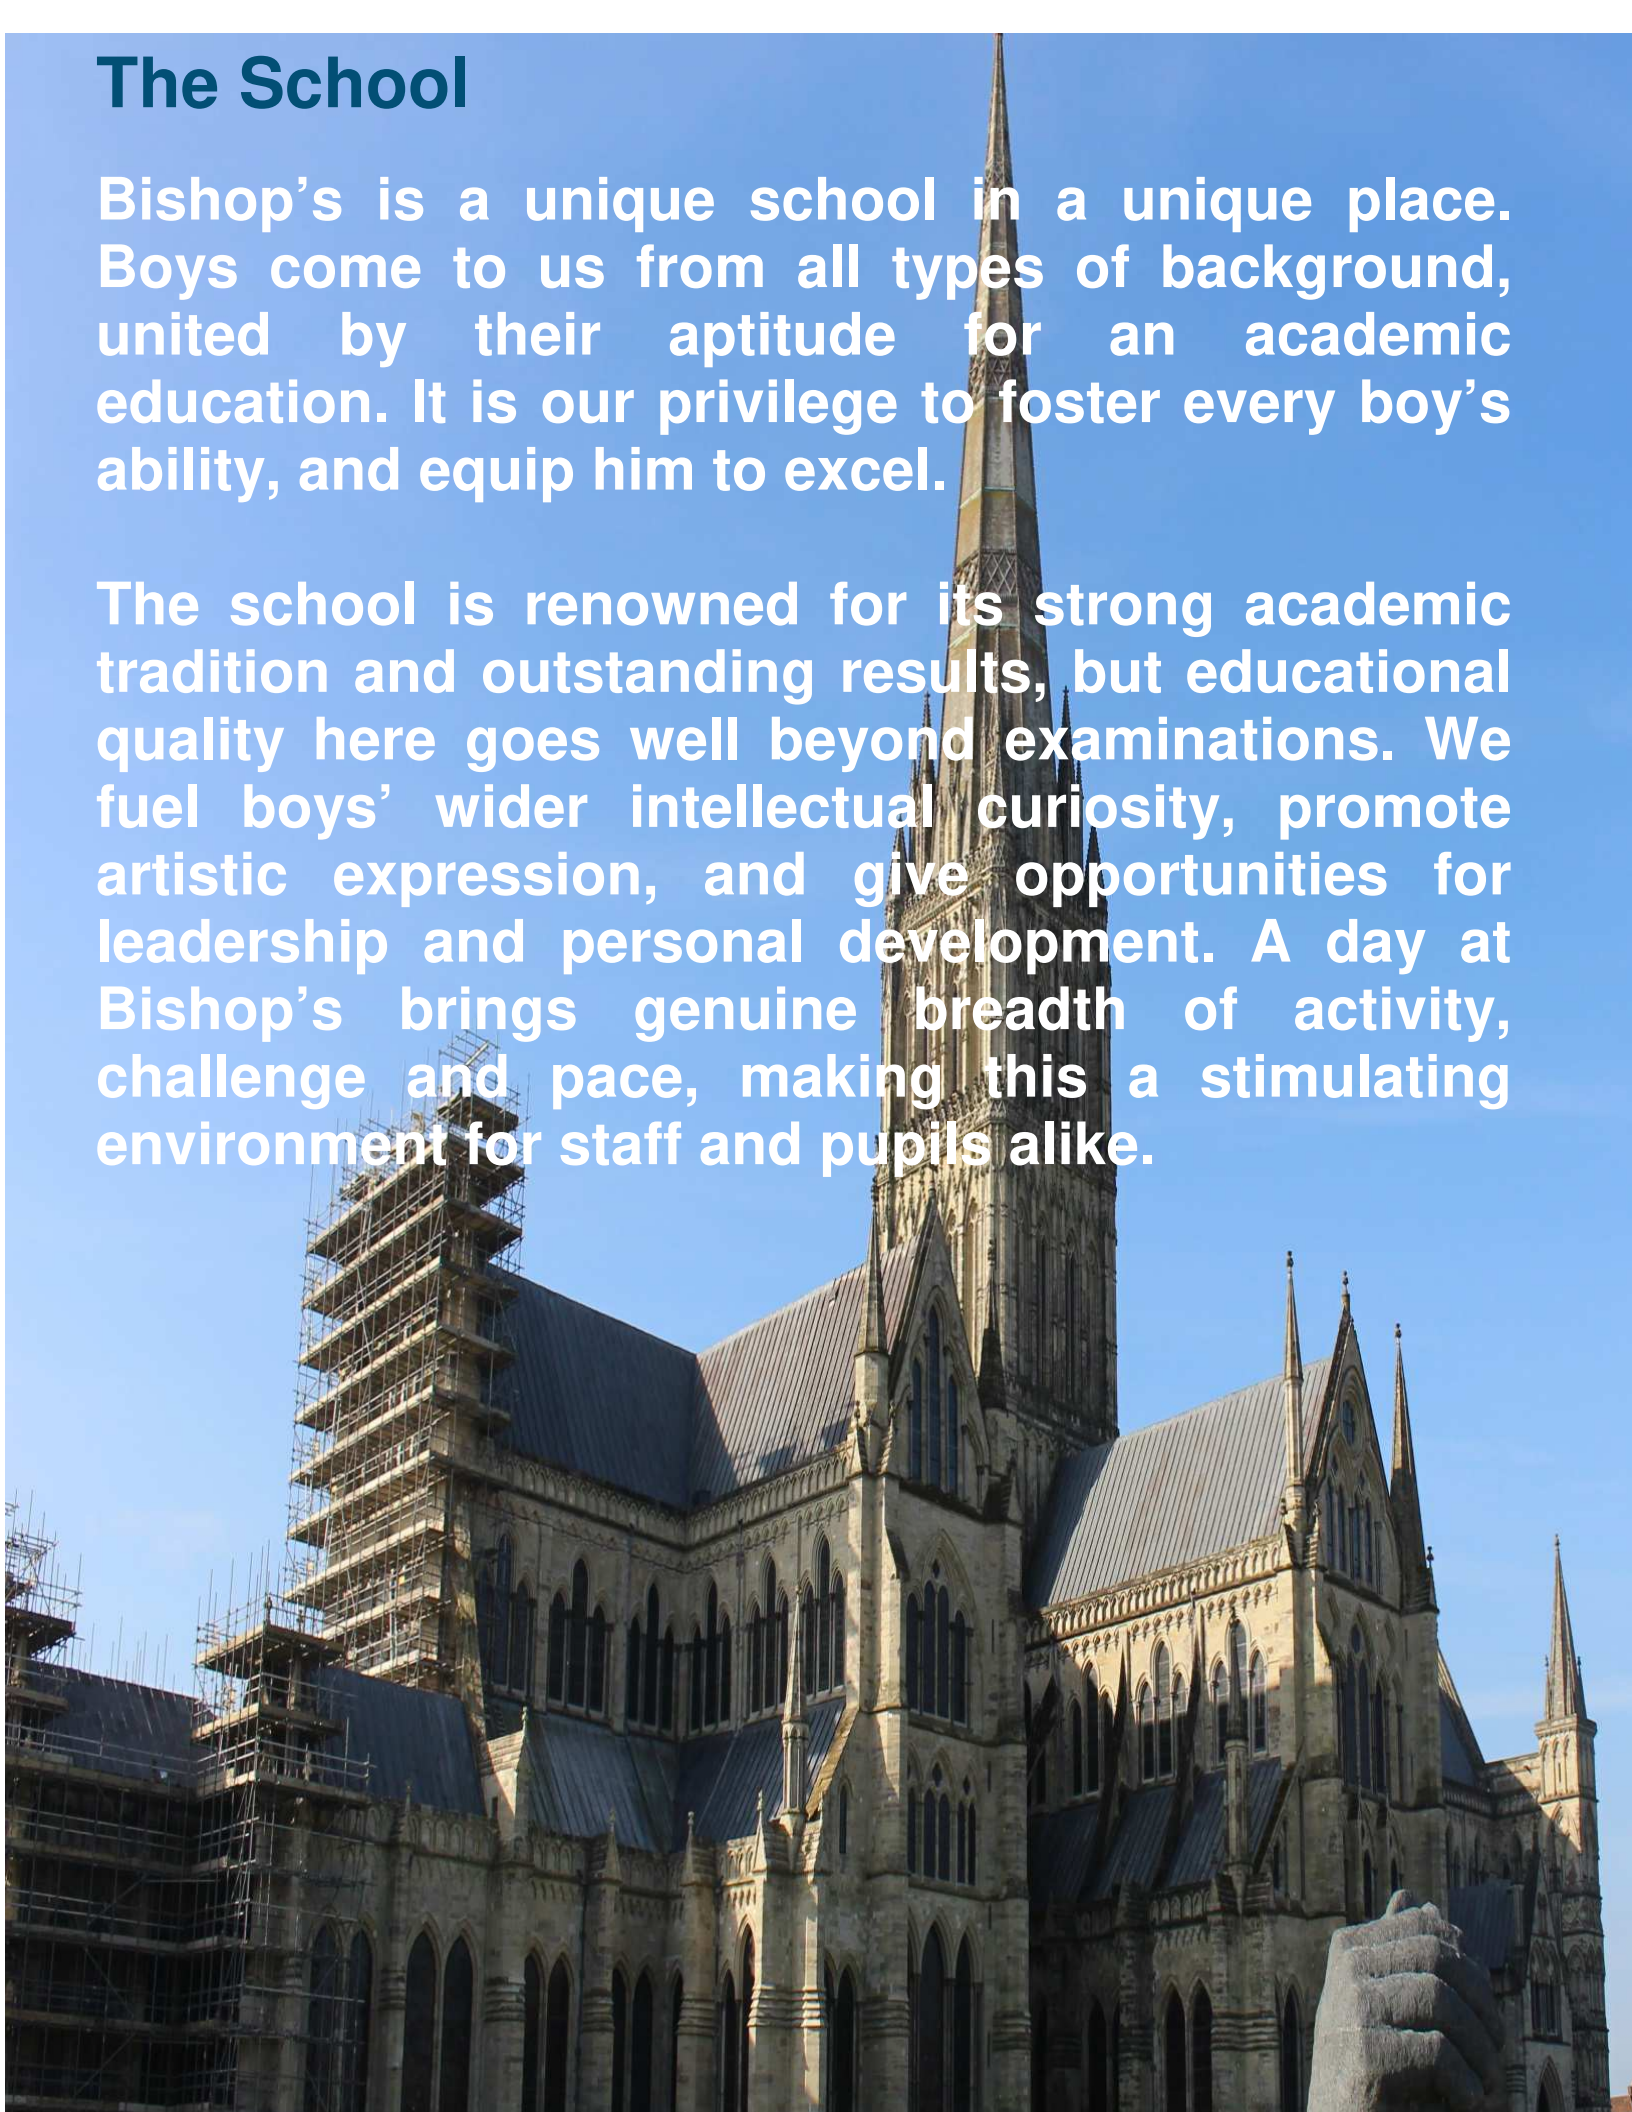 The School
Bishop’s is a unique school in a unique place.
Boys come to us from all types of background,
united by their aptitude for an academic
education. It is our privilege to foster every boy’s
ability, and equip him to excel.
The school is renowned for its strong academic
tradition and outstanding results, but educational
quality here goes well beyond examinations. We
fuel boys’ wider intellectual curiosity, promote
artistic expression, and give opportunities for
leadership and personal development. A day at
Bishop’s brings genuine breadth of activity,
challenge and pace, making this a stimulating
environment for staff and pupils alike.